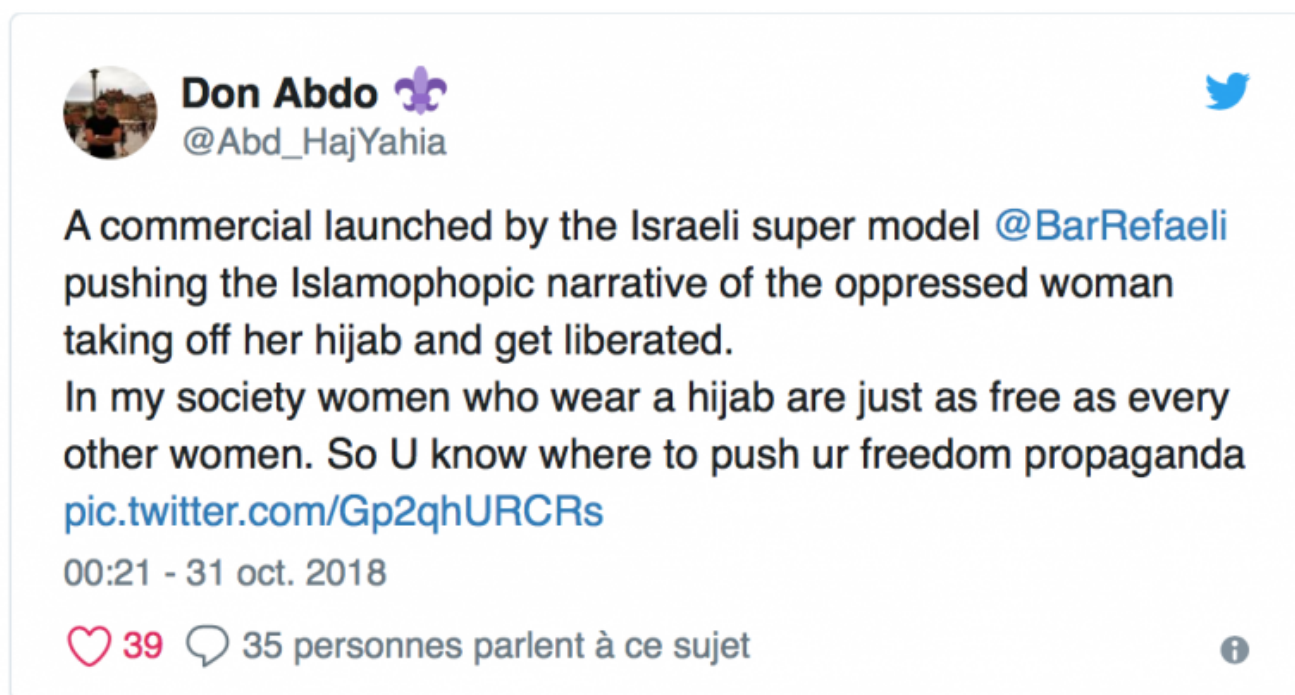 Don Abdo
@Abd_HajYahia
A commercial launched by the Israeli super model @BarRefaeli
pushing the Islamophopic narrative of the oppressed woman
taking off her hijab and get liberated.
In my society women who wear a hijab are just as free as every
other women. So U know where to push ur freedom propaganda
pic.twitter.com/Gp2qhURCRs
00:21 - 31 oct. 2018
39 35 personnes parlent à ce sujet